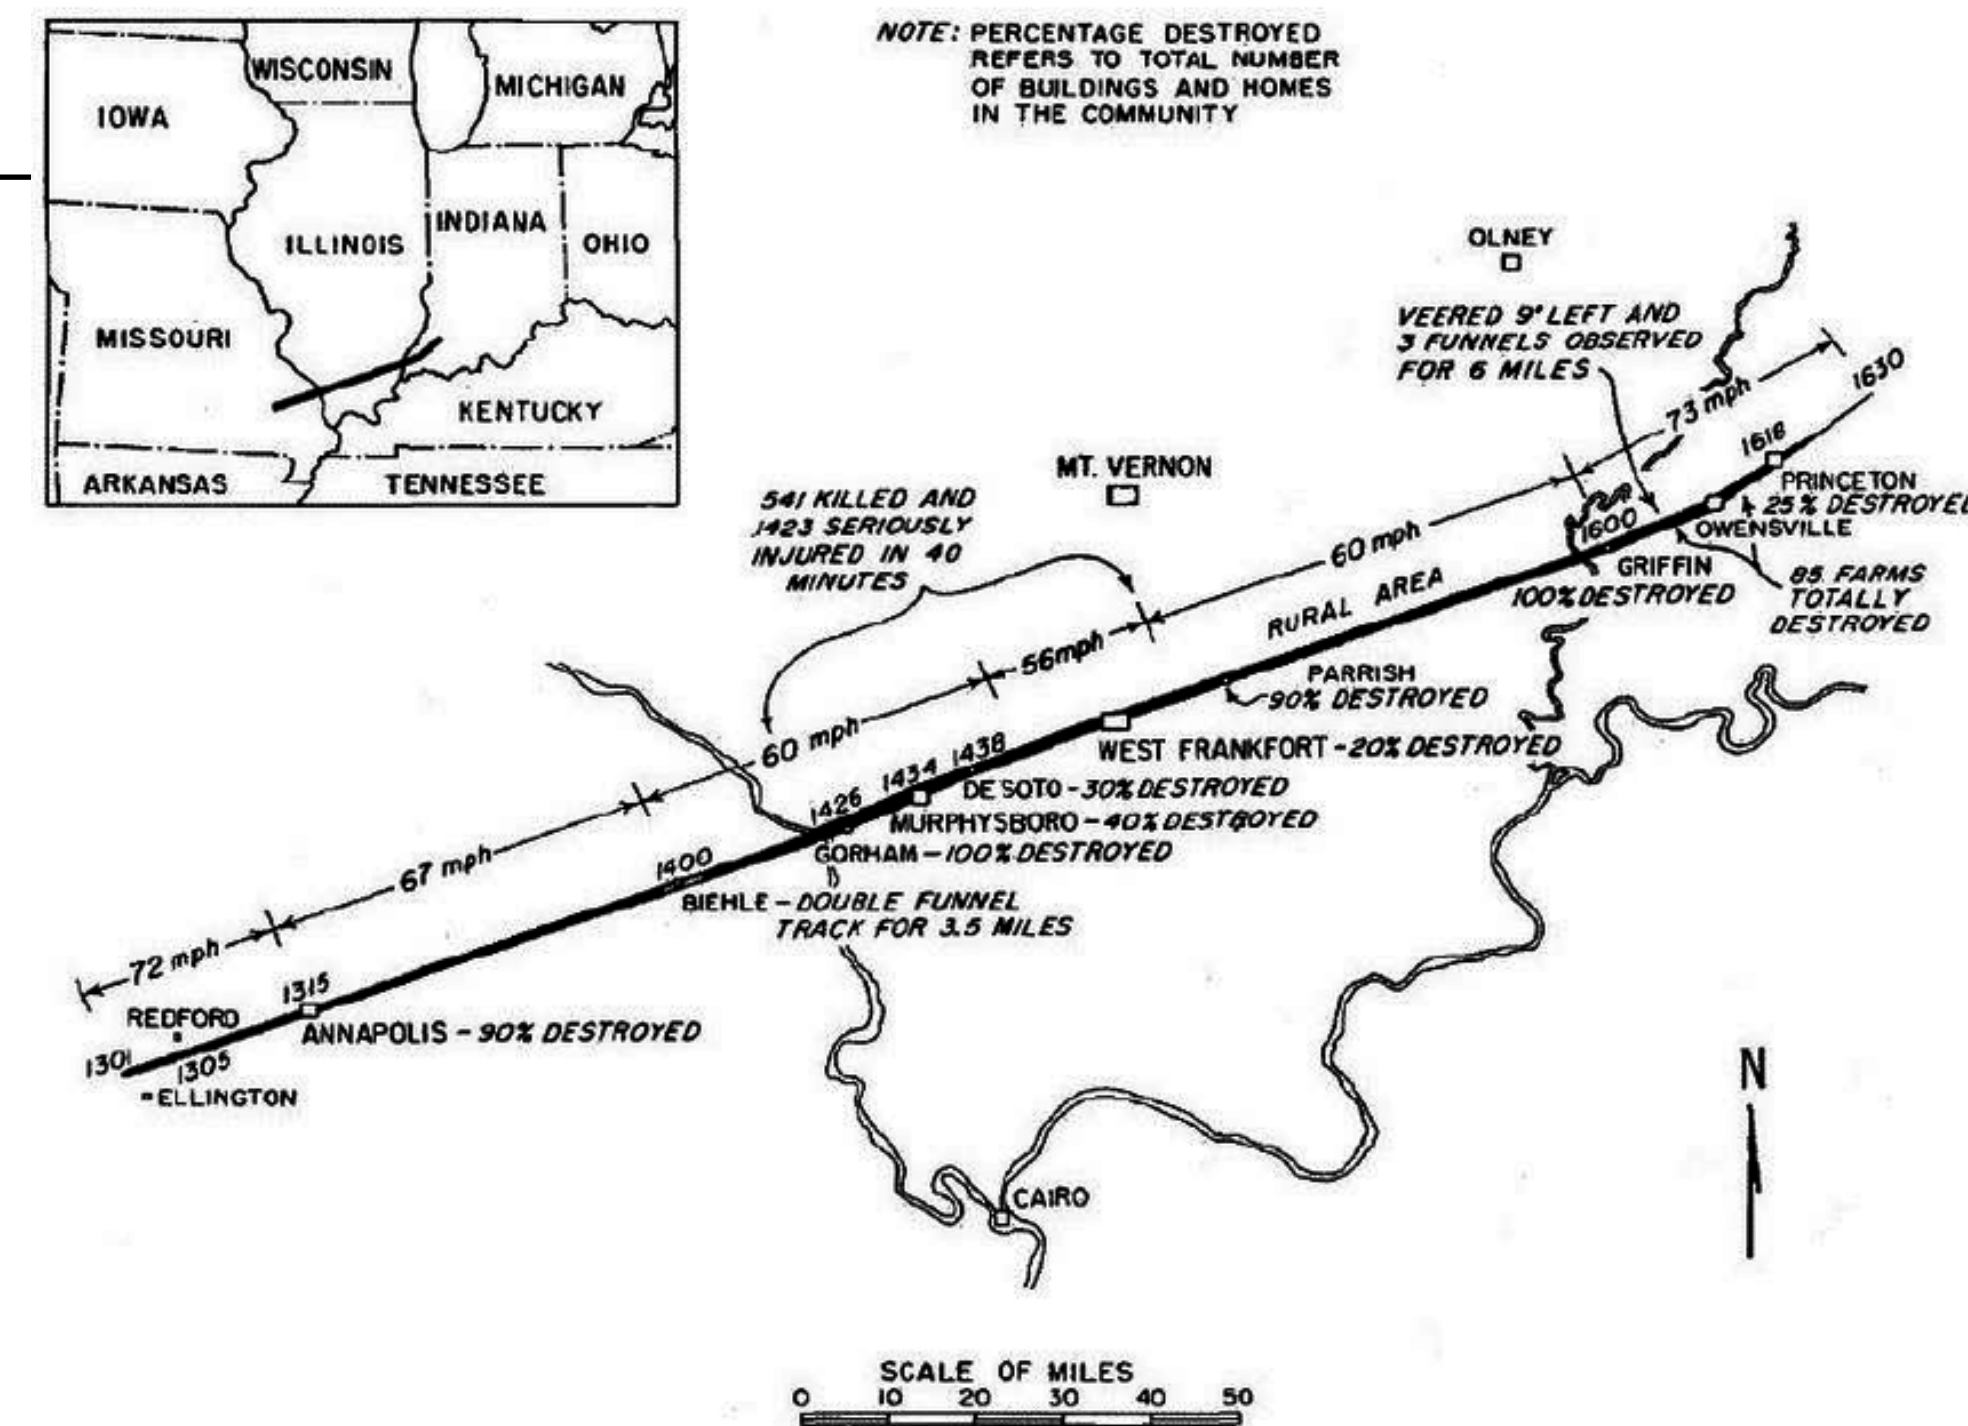 WISCONSIN
MICHIGAN
IOWA
INDIANA
ILLINOIS
OHIO
MISSOURI
KENTUCKY
ARKANSAS
TENNESSEE
NOTE: PERCENTAGE DESTROYED
REFERS TO TOTAL NUMBER
OF BUILDINGS AND HOMES
IN THE COMMUNITY
OLNEY
VEERED 9° LEFT AND
3 FUNNELS OBSERVED
FOR 6 MILES
73 mph
1630
1618
PRINCETON
25% DESTROYED
OWENSVILLE
MT. VERNON
541 KILLED AND
1423 SERIOUSLY
INJURED IN 40
MINUTES
60 mph
1600
GRIFFIN
100% DESTROYED
85 FARMS
TOTALLY
DESTROYED
RURAL AREA
56 mph
PARRISH
90% DESTROYED
60 mph
WEST FRANKFORT - 20% DESTROYED
1438
1434
1426
DE SOTO - 30% DESTROYED
MURPHYSBORO - 40% DESTROYED
GORHAM - 100% DESTROYED
67 mph
1400
BIEHLE - DOUBLE FUNNEL
TRACK FOR 3.5 MILES
72 mph
1315
REDFORD
ANNAPOLIS - 90% DESTROYED
1301
1305
ELLINGTON
N
CAIRO
SCALE OF MILES
0 10 20 30 40 50